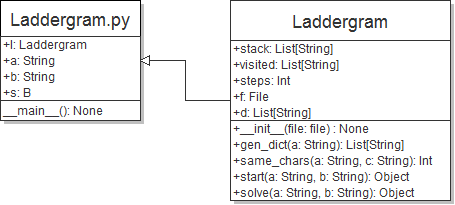 Laddergram.py
+l: Laddergram
+a: String
+b: String
+s: B
__main__(): None
Laddergram
+stack: List[String]
+visited: List[String]
+steps: Int
+f: File
+d: List[String]
+__init__(file: file) : None
+gen_dict(a: String): List[String]
+same_chars(a: String, c: String): Int
+start(a: String, b: String): Object
+solve(a: String, b: String): Object